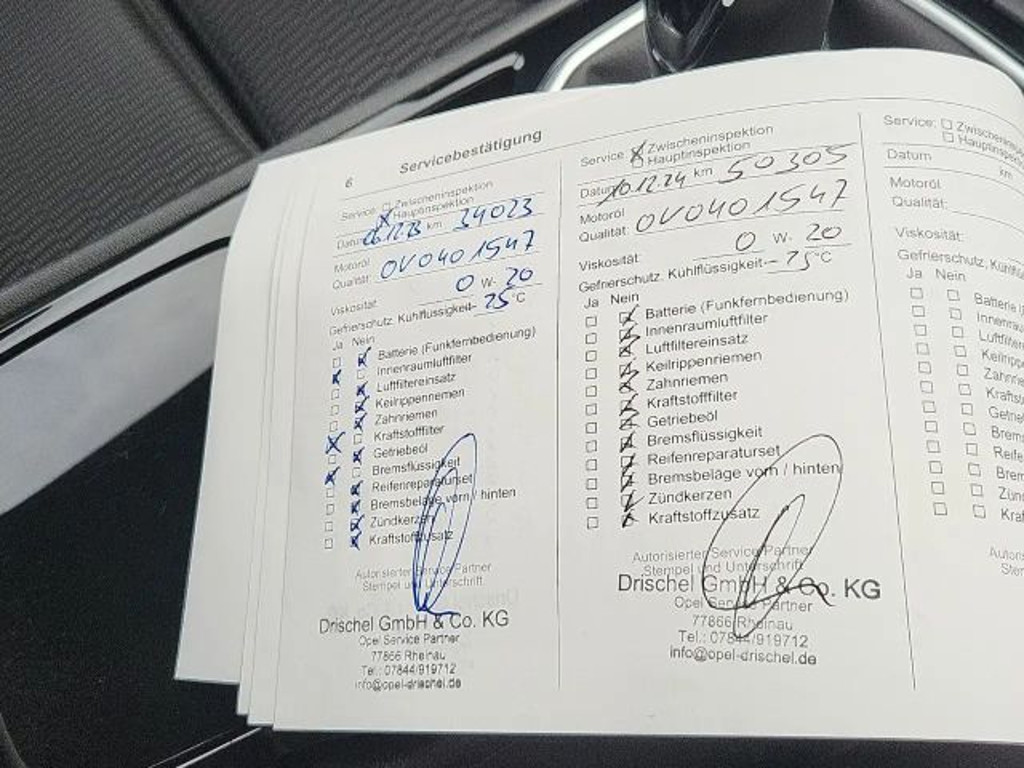 6 Servicebestätigung
Service: Zwischeninspektion
Hauptinspektion
Datum 06.12.23 km 34023
Motoröl
Qualität: OV0401547
Viskosität: 0 W- 20
Gefrierschutz, Kühlflüssigkeit- 25 °C
Ja Nein
Batterie (Funkfernbedienung)
Innenraumluftfilter
Luftfiltereinsatz
Keilrippenriemen
Zahnriemen
Kraftstofffilter
Getriebeöl
Bremsflüssigkeit
Reifenreparaturset
Bremsbeläge vorn / hinten
Zündkerzen
Kraftstoffzusatz
Autorisierter Service Partner
Stempel und Unterschrift
Drischel GmbH & Co. KG
Opel Service Partner
77866 Rheinau
Tel.: 07844/919712
info@opel-drischel.de
Service: Zwischeninspektion
Hauptinspektion
Datum 10.12.24 km 50305
Motoröl
Qualität: OV0401547
Viskosität: 0 W- 20
Gefrierschutz, Kühlflüssigkeit- 25 °C
Ja Nein
Batterie (Funkfernbedienung)
Innenraumluftfilter
Luftfiltereinsatz
Keilrippenriemen
Zahnriemen
Kraftstofffilter
Getriebeöl
Bremsflüssigkeit
Reifenreparaturset
Bremsbeläge vorn / hinten
Zündkerzen
Kraftstoffzusatz
Autorisierter Service Partner
Stempel und Unterschrift
Drischel GmbH & Co. KG
Opel Service Partner
77866 Rheinau
Tel.: 07844/919712
info@opel-drischel.de
Service:
Datum km
Motoröl
Qualität:
Viskosität:
Gefrierschutz,
Ja Nein